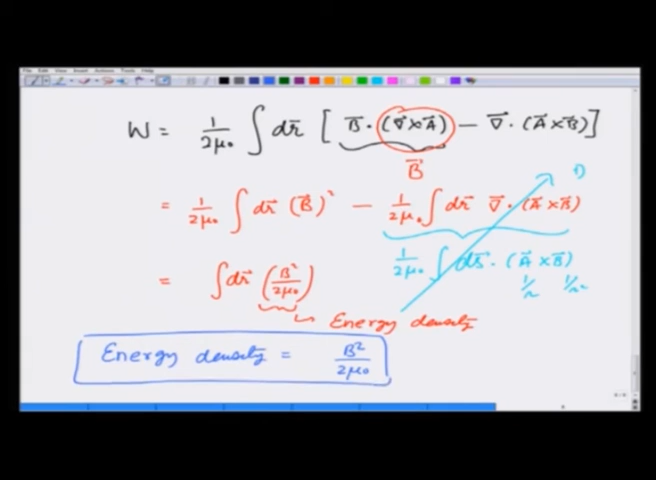 W = 1/2μ₀ ∫ dr̄ [ B̄ · (∇⃗×A⃗) − ∇⃗ · (A⃗×B⃗) ]
B⃗
= 1/2μ₀ ∫ dr⃗ (B⃗)² − 1/2μ₀ ∫ dr⃗ ∇⃗ · (A⃗×B⃗)
1/2μ₀ ∫ ds⃗ · (A⃗×B⃗)
= ∫ dr⃗ (B²/2μ₀)
1/r 1/r²
Energy density
Energy density = B²/2μ₀